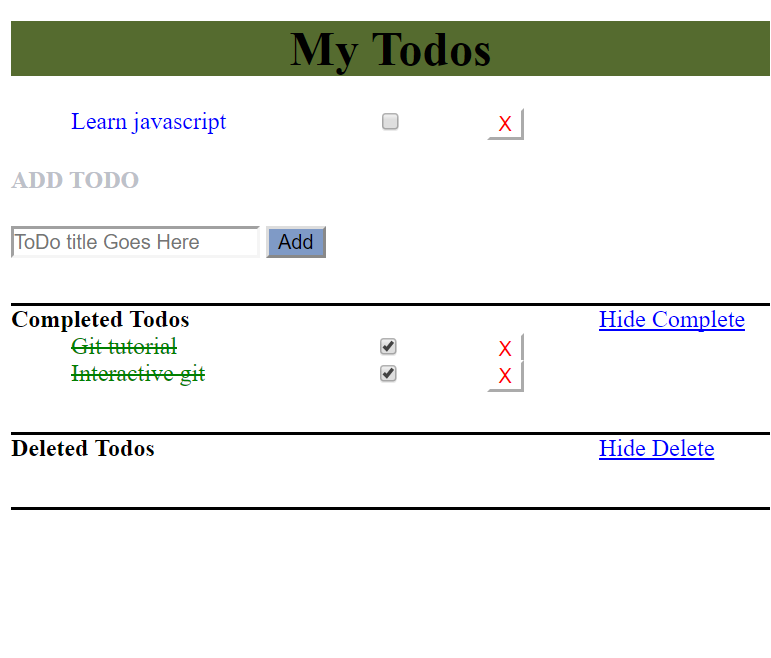 My Todos
Learn javascript X
ADD TODO
ToDo title Goes Here Add
Completed Todos Hide Complete
Git tutorial X
Interactive git X
Deleted Todos Hide Delete